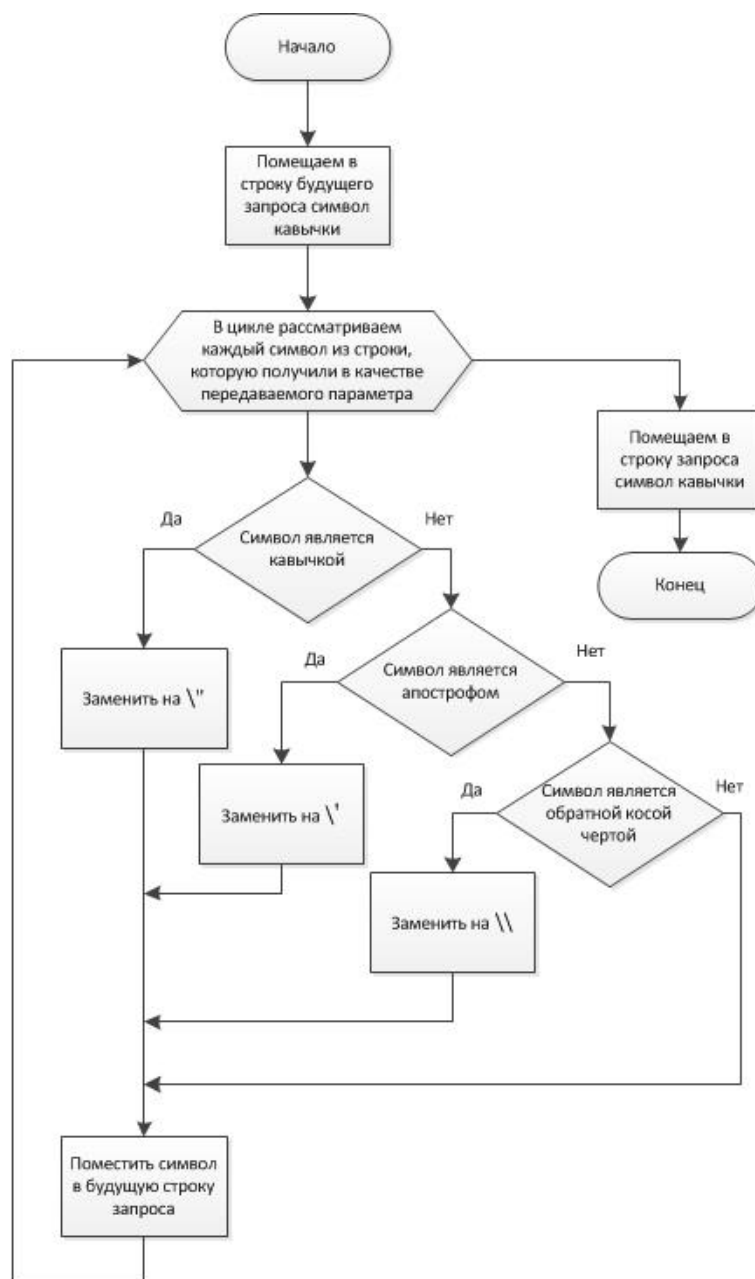 Начало
Помещаем в
строку будущего
запроса символ
кавычки
В цикле рассматриваем
каждый символ из строки,
которую получили в качестве
передаваемого параметра
Помещаем в
строку запроса
символ кавычки
Конец
Да
Символ является
кавычкой
Нет
Заменить на \"
Да
Символ является
апострофом
Нет
Заменить на \'
Да
Символ является
обратной косой
чертой
Нет
Заменить на \\
Поместить символ
в будущую строку
запроса